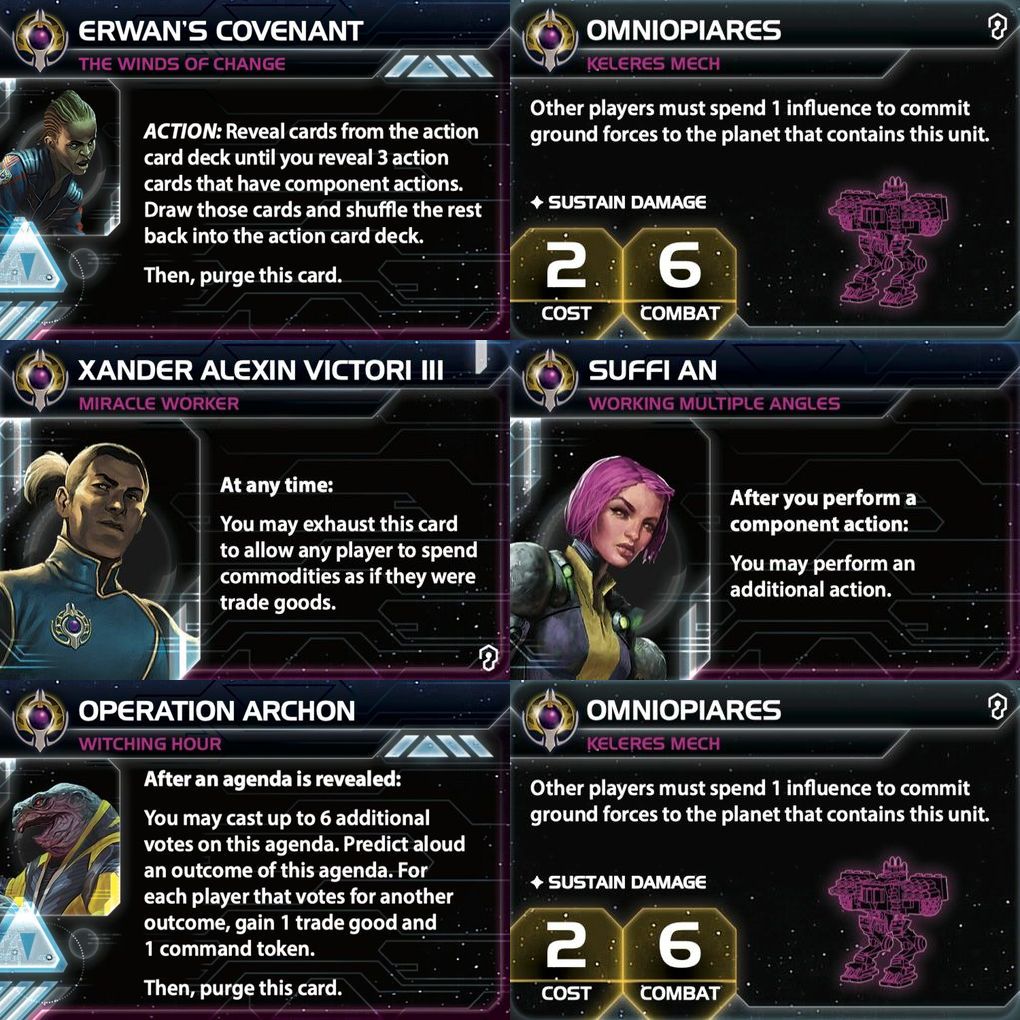 ERWAN'S COVENANT
THE WINDS OF CHANGE
ACTION: Reveal cards from the action
card deck until you reveal 3 action
cards that have component actions.
Draw those cards and shuffle the rest
back into the action card deck.
Then, purge this card.
OMNIOPIARES
KELERES MECH
Other players must spend 1 influence to commit
ground forces to the planet that contains this unit.
SUSTAIN DAMAGE
2 6
COST COMBAT
XANDER ALEXIN VICTORI III
MIRACLE WORKER
At any time:
You may exhaust this card
to allow any player to spend
commodities as if they were
trade goods.
SUFFI AN
WORKING MULTIPLE ANGLES
After you perform a
component action:
You may perform an
additional action.
OPERATION ARCHON
WITCHING HOUR
After an agenda is revealed:
You may cast up to 6 additional
votes on this agenda. Predict aloud
an outcome of this agenda. For
each player that votes for another
outcome, gain 1 trade good and
1 command token.
Then, purge this card.
OMNIOPIARES
KELERES MECH
Other players must spend 1 influence to commit
ground forces to the planet that contains this unit.
SUSTAIN DAMAGE
2 6
COST COMBAT